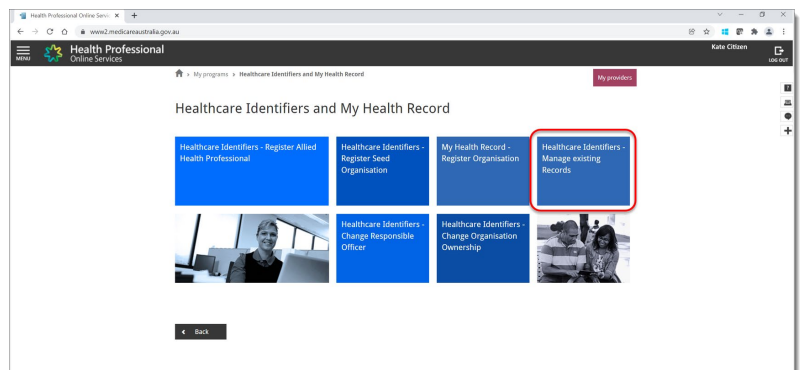 Health Professional Online Servic
www2.medicareaustralia.gov.au
MENU
Health Professional
Online Services
Kate Citizen
LOG OUT
My programs
Healthcare Identifiers and My Health Record
My providers
Healthcare Identifiers and My Health Record
Healthcare Identifiers - Register Allied
Health Professional
Healthcare Identifiers -
Register Seed
Organisation
My Health Record -
Register Organisation
Healthcare Identifiers -
Manage existing
Records
Healthcare Identifiers -
Change Responsible
Officer
Healthcare Identifiers -
Change Organisation
Ownership
Back